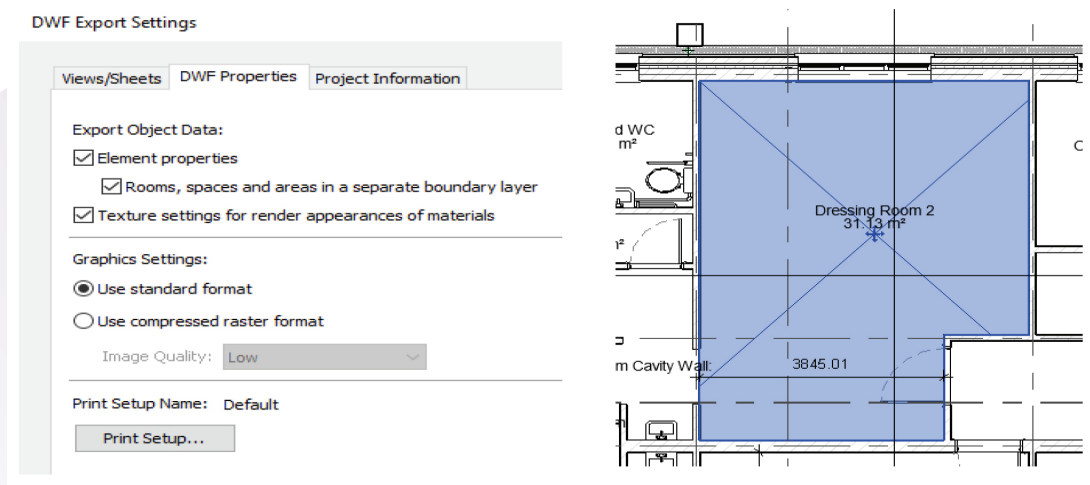 DWF Export Settings
Views/Sheets DWF Properties Project Information
Export Object Data:
Element properties
Rooms, spaces and areas in a separate boundary layer
Texture settings for render appearances of materials
Graphics Settings:
Use standard format
Use compressed raster format
Image Quality: Low
Print Setup Name: Default
Print Setup...
d WC
m²
Dressing Room 2
31.13 m²
m Cavity Wall:
3845.01